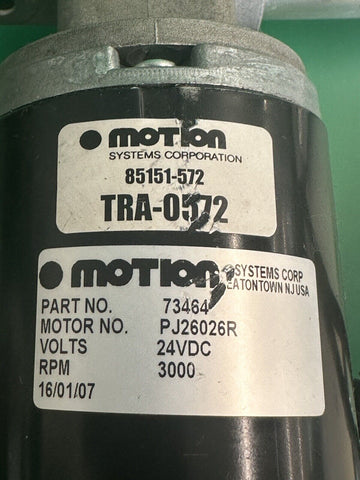 motion
SYSTEMS CORPORATION
85151-572
TRA-0572
motion SYSTEMS CORP
EATONTOWN NJ USA
PART NO. 73464
MOTOR NO. PJ26026R
VOLTS 24VDC
RPM 3000
16/01/07